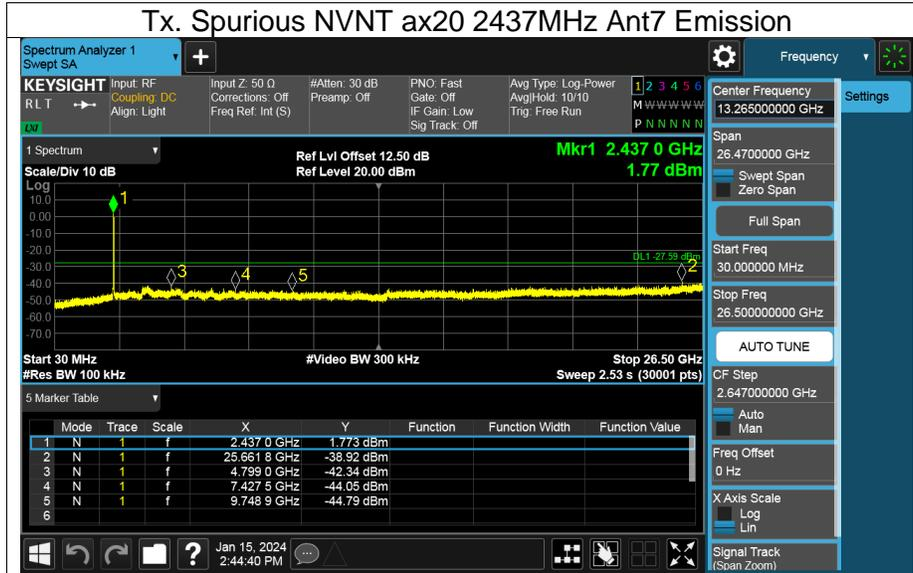 Tx. Spurious NVNT ax20 2437MHz Ant7 Emission
Spectrum Analyzer 1
Swept SA
+
Frequency
KEYSIGHT
RLT
LXI
Input: RF
Coupling: DC
Align: Light
Input Z: 50 Ω
Corrections: Off
Freq Ref: Int (S)
#Atten: 30 dB
Preamp: Off
PNO: Fast
Gate: Off
IF Gain: Low
Sig Track: Off
Avg Type: Log-Power
Avg|Hold: 10/10
Trig: Free Run
1 2 3 4 5 6
M W W W W W
P N N N N N
1 Spectrum
Scale/Div 10 dB
Ref Lvl Offset 12.50 dB
Ref Level 20.00 dBm
Mkr1 2.437 0 GHz
1.77 dBm
Log
10.0
0.00
-10.0
-20.0
-30.0
-40.0
-50.0
-60.0
-70.0
1
3
4
5
2
DL1 -27.59 dBm
Start 30 MHz
#Video BW 300 kHz
Stop 26.50 GHz
#Res BW 100 kHz
Sweep 2.53 s (30001 pts)
5 Marker Table
Mode Trace Scale X Y Function Function Width Function Value
1 N 1 f 2.437 0 GHz 1.773 dBm
2 N 1 f 25.661 8 GHz -38.92 dBm
3 N 1 f 4.799 0 GHz -42.34 dBm
4 N 1 f 7.427 5 GHz -44.05 dBm
5 N 1 f 9.748 9 GHz -44.79 dBm
6
?
Jan 15, 2024
2:44:40 PM
Center Frequency
13.265000000 GHz
Settings
Span
26.4700000 GHz
Swept Span
Zero Span
Full Span
Start Freq
30.000000 MHz
Stop Freq
26.500000000 GHz
AUTO TUNE
CF Step
2.647000000 GHz
Auto
Man
Freq Offset
0 Hz
X Axis Scale
Log
Lin
Signal Track
(Span Zoom)